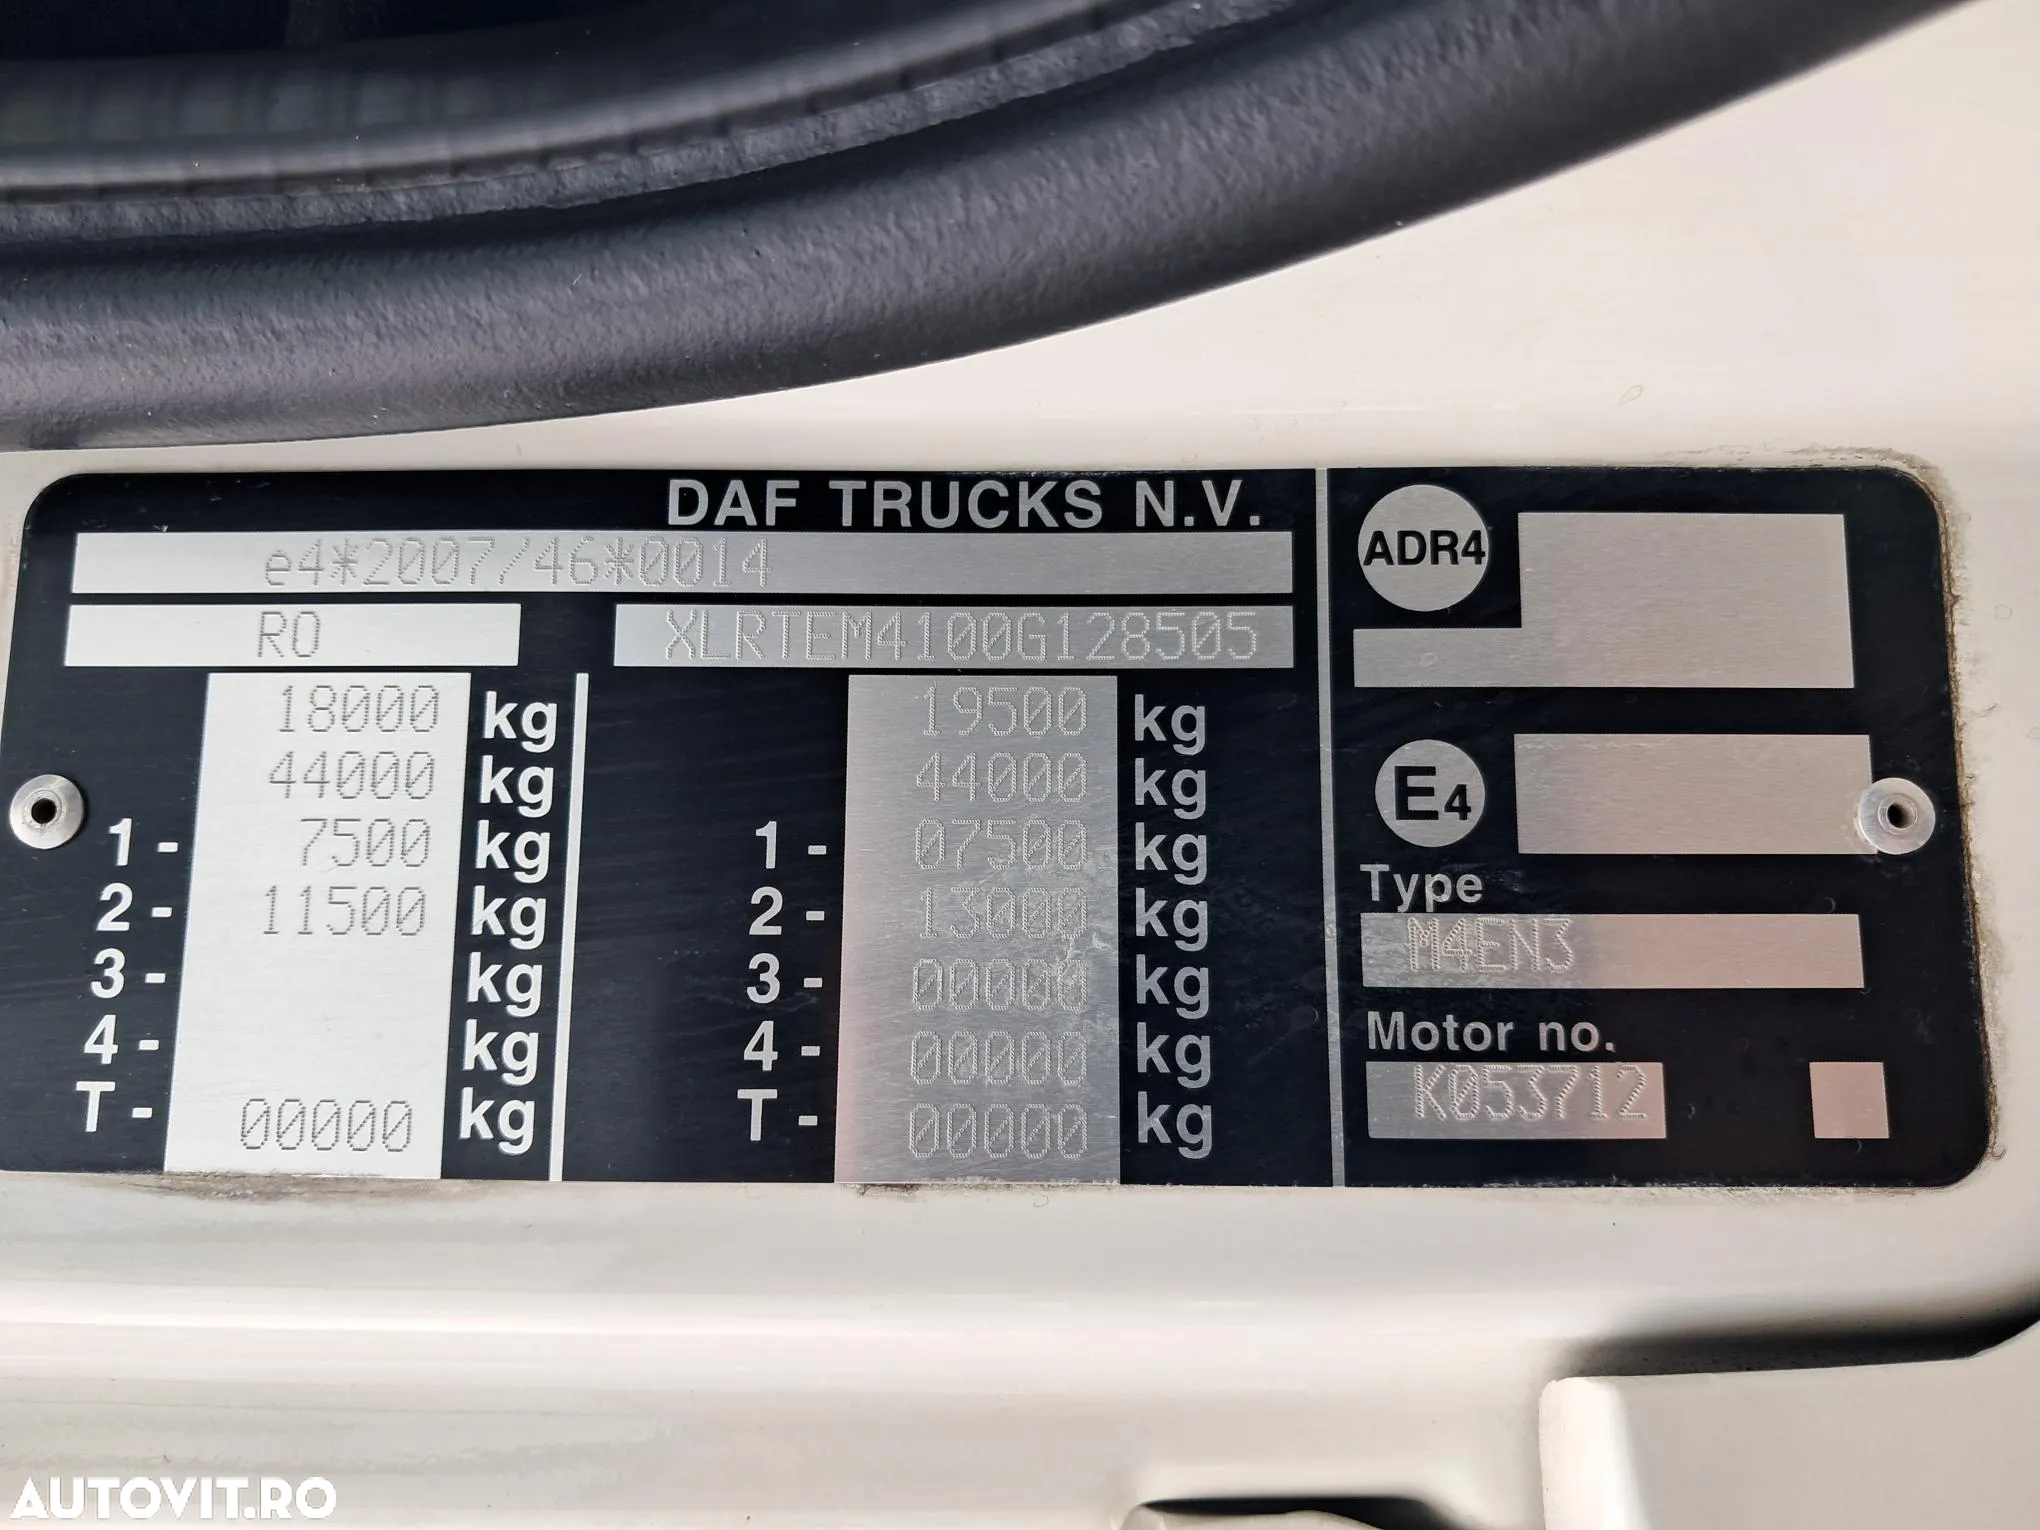 DAF TRUCKS N.V.
e4*2007/46*0014
RO
XLRTEM4100G128505
18000 kg
44000 kg
1- 7500 kg
2- 11500 kg
3- kg
4- kg
T- 00000 kg
19500 kg
44000 kg
1- 07500 kg
2- 13000 kg
3- 00000 kg
4- 00000 kg
T- 00000 kg
ADR4
E4
Type
M4EN3
Motor no.
K053712
AUTOVIT.RO